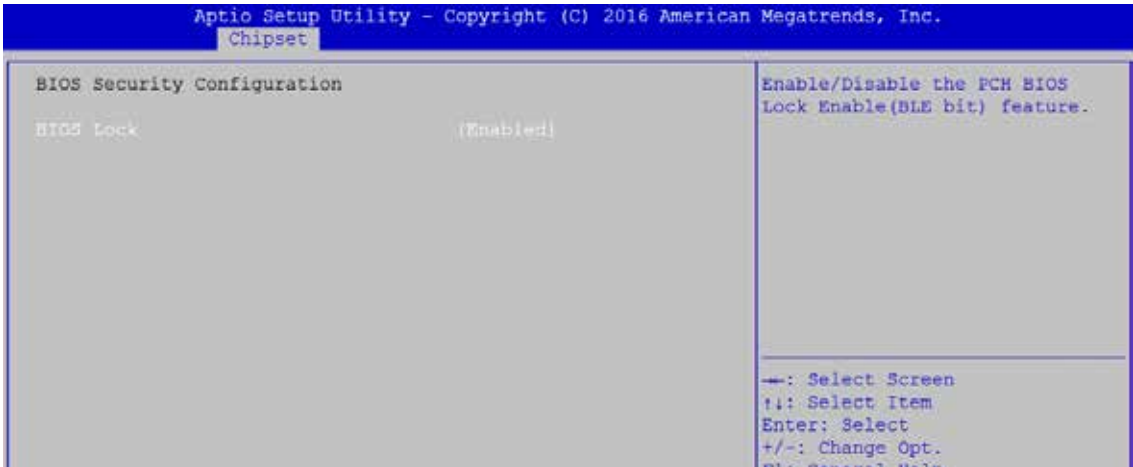 Aptio Setup Utility - Copyright (C) 2016 American Megatrends, Inc.
Chipset
BIOS Security Configuration
BIOS Lock [Enabled]
Enable/Disable the PCH BIOS
Lock Enable(BLE bit) feature.
→←: Select Screen
↑↓: Select Item
Enter: Select
+/-: Change Opt.